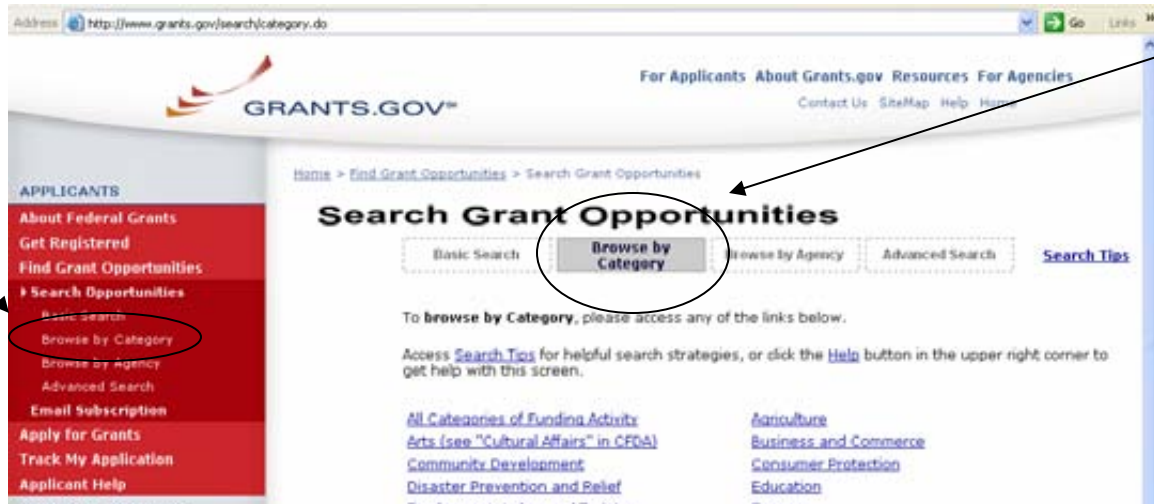 Address http://www.grants.gov/search/category.do Go Links
GRANTS.GOV℠
For Applicants About Grants.gov Resources For Agencies
Contact Us SiteMap Help Home
Home > Find Grant Opportunities > Search Grant Opportunities
APPLICANTS
About Federal Grants
Get Registered
Find Grant Opportunities
Search Opportunities
Basic Search
Browse by Category
Browse by Agency
Advanced Search
Email Subscription
Apply for Grants
Track My Application
Applicant Help
Search Grant Opportunities
Basic Search
Browse by
Category
Browse by Agency
Advanced Search
Search Tips
To browse by Category, please access any of the links below.
Access Search Tips for helpful search strategies, or click the Help button in the upper right corner to
get help with this screen.
All Categories of Funding Activity
Arts (see "Cultural Affairs" in CFDA)
Community Development
Disaster Prevention and Relief
Agriculture
Business and Commerce
Consumer Protection
Education